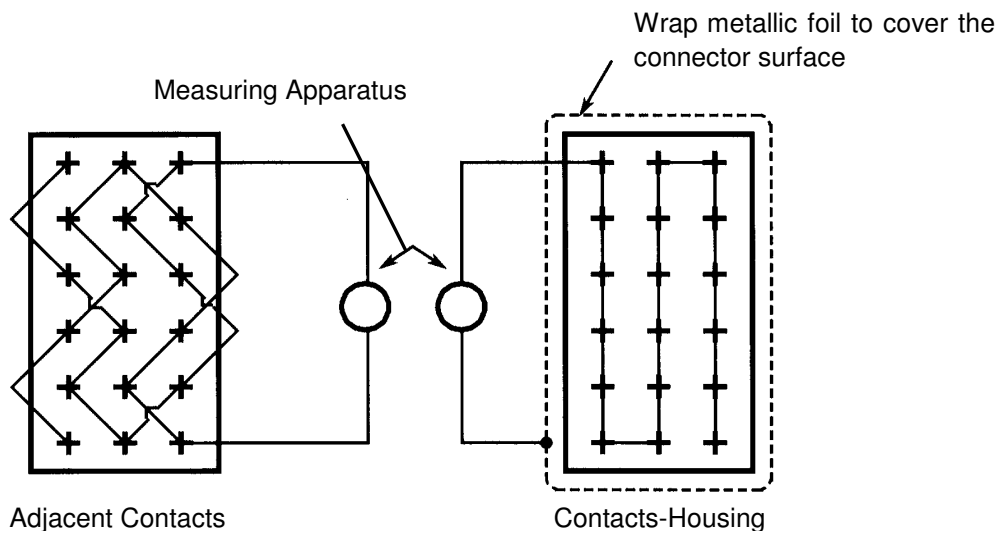 Wrap metallic foil to cover the
connector surface
Measuring Apparatus
Adjacent Contacts
Contacts-Housing